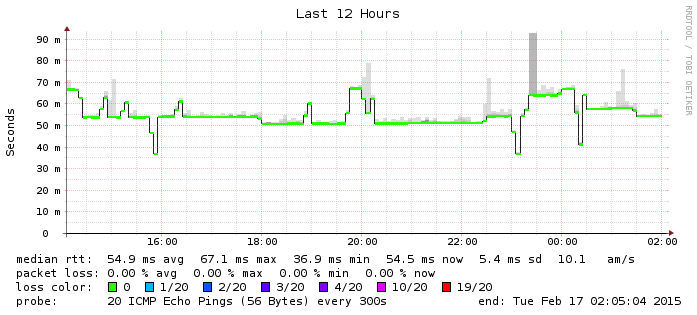 Last 12 Hours
RRDTOOL / TOBI OETIKER
Seconds
90 m
80 m
70 m
60 m
50 m
40 m
30 m
20 m
10 m
0
16:00 18:00 20:00 22:00 00:00 02:00
median rtt: 54.9 ms avg 67.1 ms max 36.9 ms min 54.5 ms now 5.4 ms sd 10.1 am/s
packet loss: 0.00 % avg 0.00 % max 0.00 % min 0.00 % now
loss color: 0 1/20 2/20 3/20 4/20 10/20 19/20
probe: 20 ICMP Echo Pings (56 Bytes) every 300s end: Tue Feb 17 02:05:04 2015